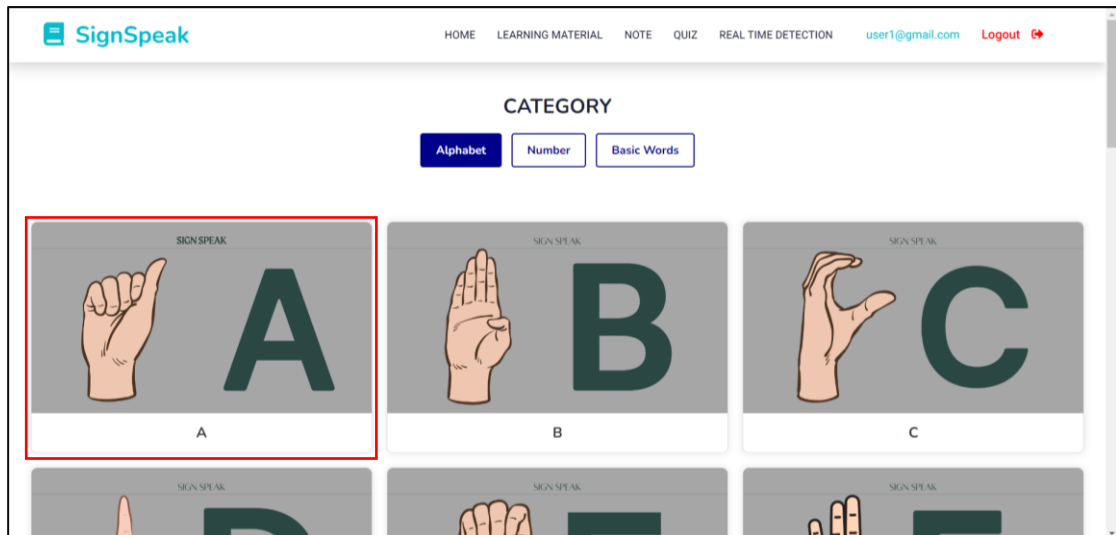 SignSpeak HOME LEARNING MATERIAL NOTE QUIZ REAL TIME DETECTION user1@gmail.com Logout
CATEGORY
Alphabet Number Basic Words
SIGN SPEAK
A
A
SIGN SPEAK
B
B
SIGN SPEAK
C
C
SIGN SPEAK
D
SIGN SPEAK
E
SIGN SPEAK
F